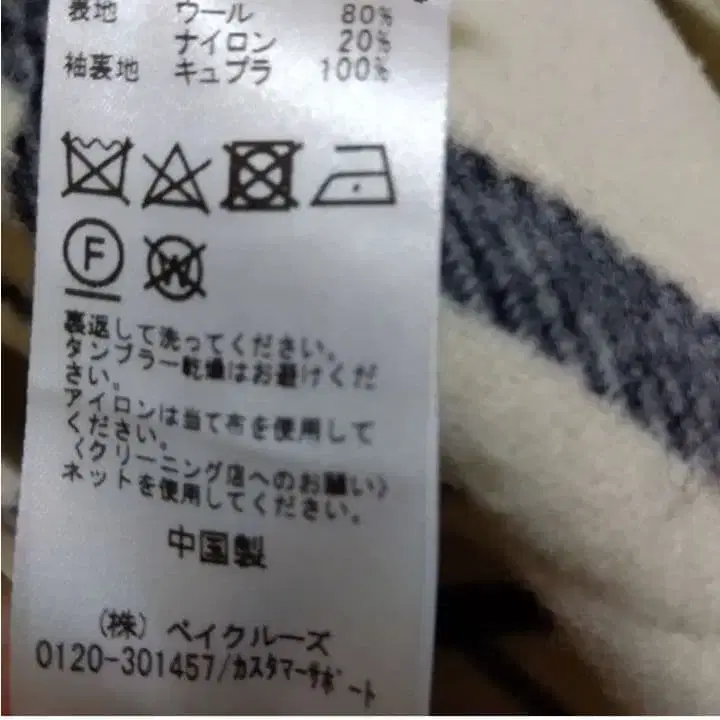 表地 ウール 80%
ナイロン 20%
袖裏地 キュプラ 100%
F W
裏返して洗ってください。
タンブラー乾燥はお避けくだ
さい。
アイロンは当て布を使用して
ください。
〈クリーニング店へのお願い〉
ネットを使用してください。
中国製
(株) ベイクルーズ
0120-301457/カスタマーサポート